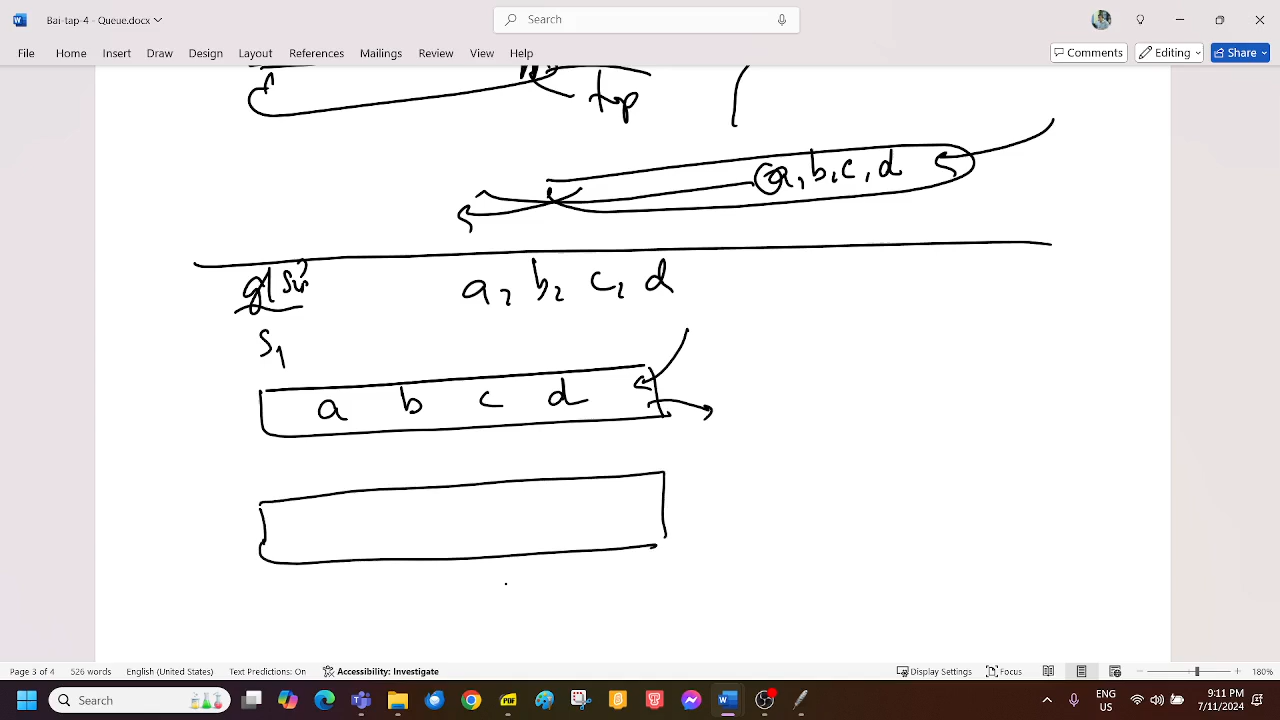 Bai-tap-4 - Queue.docx
Search
File Home Insert Draw Design Layout References Mailings Review View Help
Comments Editing Share
top
a, b, c, d
g/sử
a, b, c, d
S1
a b c d
Page 3 of 4 526 words English (United States) Text Predictions: On Accessibility: Investigate Display Settings Focus 180%
Search
PDF
ENG
US
9:11 PM
7/11/2024